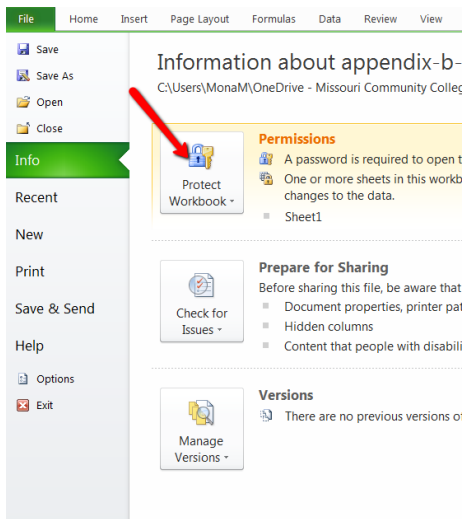 File Home Insert Page Layout Formulas Data Review View
Save
Save As
Open
Close
Info
Recent
New
Print
Save & Send
Help
Options
Exit
Information about appendix-b-
C:\Users\MonaM\OneDrive - Missouri Community Colleg
Protect
Workbook
Permissions
A password is required to open t
One or more sheets in this workb
changes to the data.
Sheet1
Check for
Issues
Prepare for Sharing
Before sharing this file, be aware that
Document properties, printer pat
Hidden columns
Content that people with disabili
Manage
Versions
Versions
There are no previous versions of